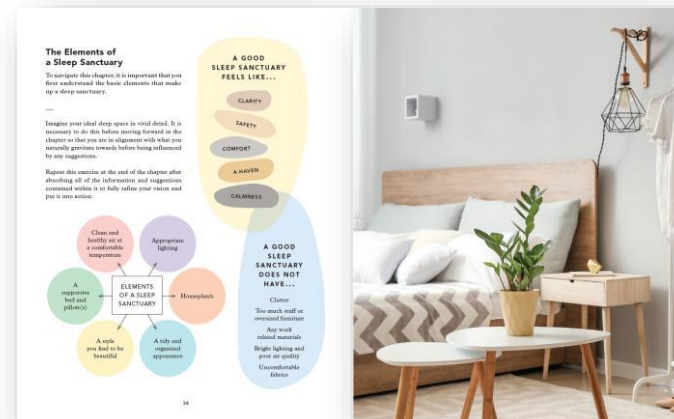 The Elements of
a Sleep Sanctuary
To navigate this chapter, it is important that you
first understand the basic elements that make
up a sleep sanctuary.
—
Imagine your ideal sleep space in vivid detail. It is
necessary to do this before moving forward in the
chapter so that you are in alignment with what you
naturally gravitate towards before being influenced
by any suggestions.
Repeat this exercise at the end of the chapter after
absorbing all of the information and suggestions
contained within it to fully refine your vision and
put it into action.
Clean and
healthy air at
a comfortable
temperature
Appropriate
lighting
A
supportive
bed and
pillow(s)
ELEMENTS
OF A SLEEP
SANCTUARY
Houseplants
A style
you find to be
beautiful
A tidy and
organized
appearance
A GOOD
SLEEP SANCTUARY
FEELS LIKE...
CLARITY
SAFETY
COMFORT
A HAVEN
CALMNESS
A GOOD
SLEEP
SANCTUARY
DOES NOT
HAVE...
Clutter
Too much stuff or
oversized furniture
Any work
related materials
Bright lighting and
poor air quality
Uncomfortable
fabrics
34